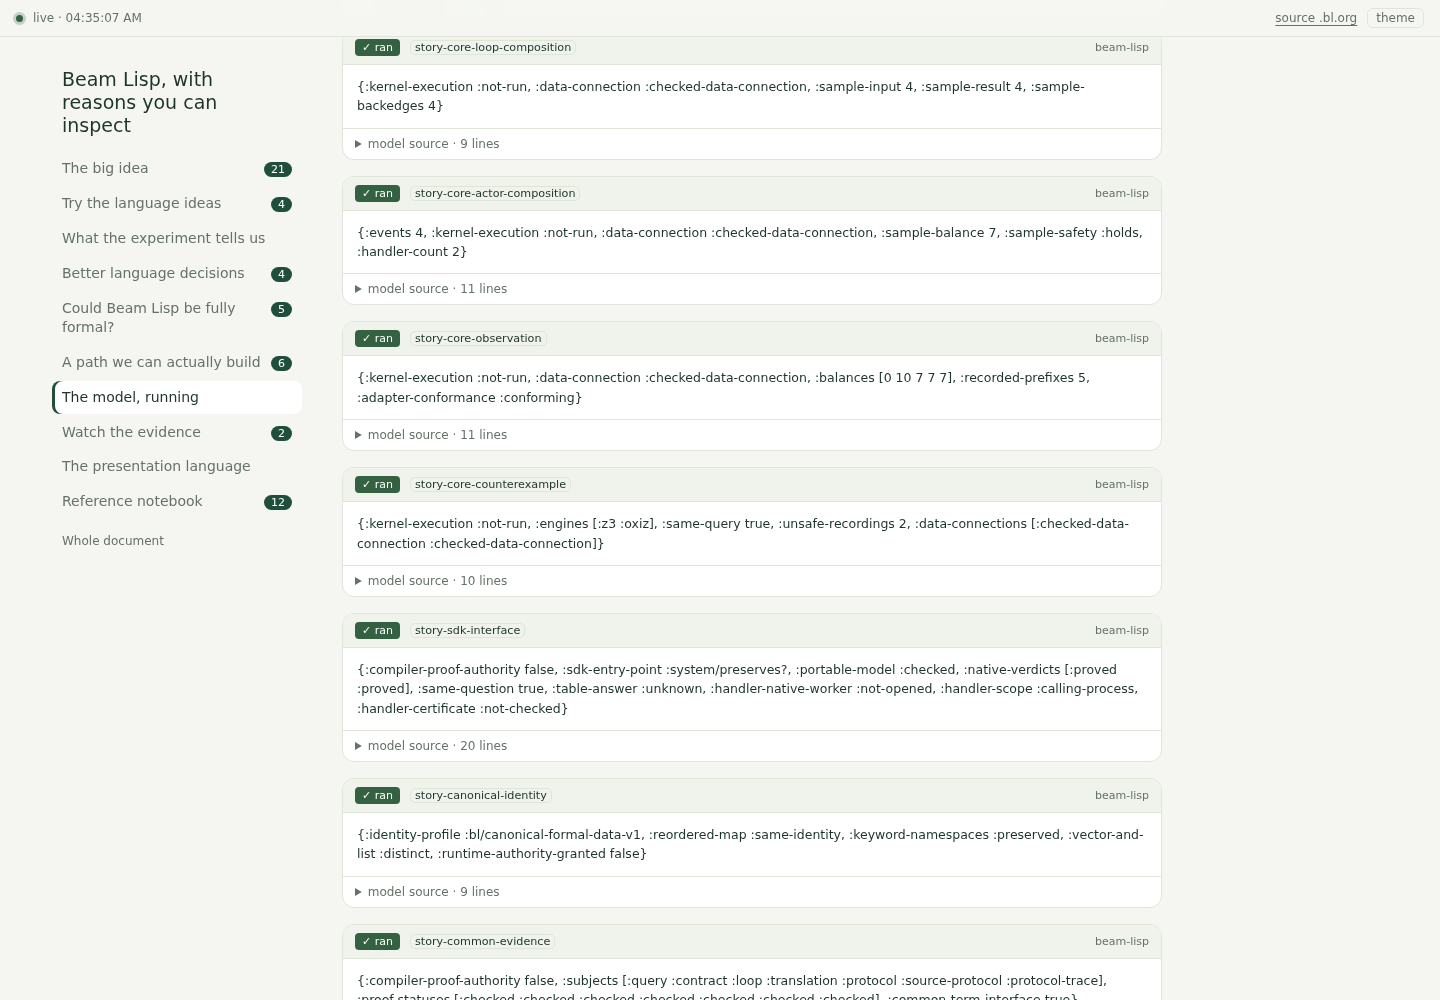 live · 04:35:07 AM
source .bl.org
theme
Beam Lisp, with
reasons you can
inspect
The big idea 21
Try the language ideas 4
What the experiment tells us
Better language decisions 4
Could Beam Lisp be fully 5
formal?
A path we can actually build 6
The model, running
Watch the evidence 2
The presentation language
Reference notebook 12
Whole document
✓ ran story-core-loop-composition beam-lisp
{:kernel-execution :not-run, :data-connection :checked-data-connection, :sample-input 4, :sample-result 4, :sample-
backedges 4}
▶ model source · 9 lines
✓ ran story-core-actor-composition beam-lisp
{:events 4, :kernel-execution :not-run, :data-connection :checked-data-connection, :sample-balance 7, :sample-safety :holds,
:handler-count 2}
▶ model source · 11 lines
✓ ran story-core-observation beam-lisp
{:kernel-execution :not-run, :data-connection :checked-data-connection, :balances [0 10 7 7 7], :recorded-prefixes 5,
:adapter-conformance :conforming}
▶ model source · 11 lines
✓ ran story-core-counterexample beam-lisp
{:kernel-execution :not-run, :engines [:z3 :oxiz], :same-query true, :unsafe-recordings 2, :data-connections [:checked-data-
connection :checked-data-connection]}
▶ model source · 10 lines
✓ ran story-sdk-interface beam-lisp
{:compiler-proof-authority false, :sdk-entry-point :system/preserves?, :portable-model :checked, :native-verdicts [:proved
:proved], :same-question true, :table-answer :unknown, :handler-native-worker :not-opened, :handler-scope :calling-process,
:handler-certificate :not-checked}
▶ model source · 20 lines
✓ ran story-canonical-identity beam-lisp
{:identity-profile :bl/canonical-formal-data-v1, :reordered-map :same-identity, :keyword-namespaces :preserved, :vector-and-
list :distinct, :runtime-authority-granted false}
▶ model source · 9 lines
✓ ran story-common-evidence beam-lisp
{:compiler-proof-authority false, :subjects [:query :contract :loop :translation :protocol :source-protocol :protocol-trace],
:proof-statuses [:checked :checked :checked :checked :checked :checked :checked], :common-term-interface true}